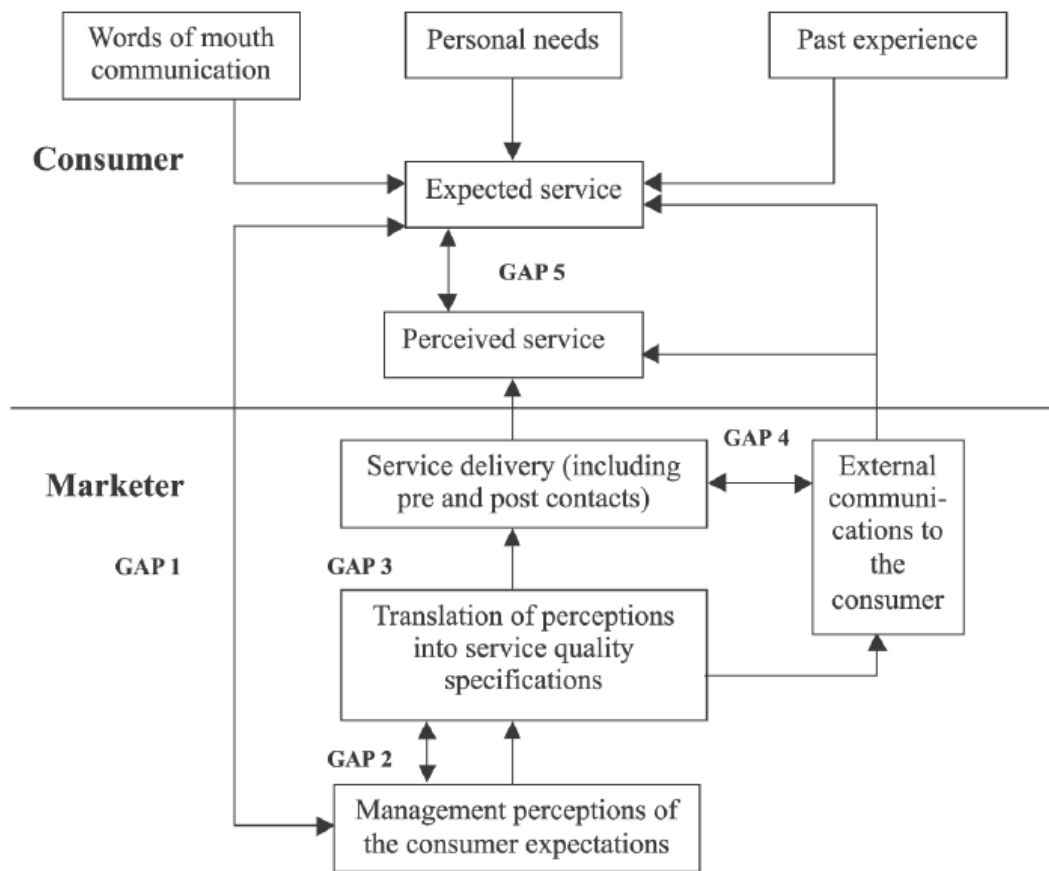 Words of mouth
communication
Personal needs
Past experience
Consumer
Expected service
GAP 5
Perceived service
GAP 4
Marketer
Service delivery (including
pre and post contacts)
External
communi-
cations to
the
consumer
GAP 1
GAP 3
Translation of perceptions
into service quality
specifications
GAP 2
Management perceptions of
the consumer expectations